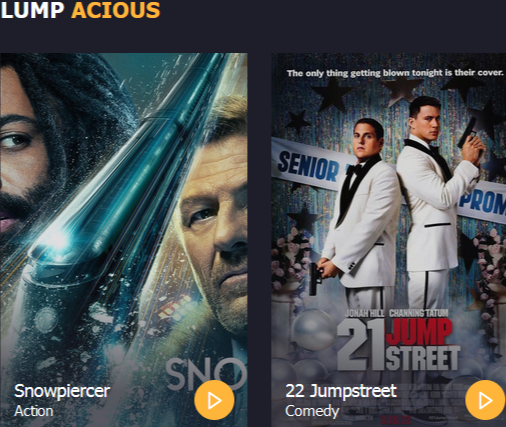 LUMP ACIOUS
The only thing getting blown tonight is their cover.
SENIOR PROM
JONAH HILL CHANNING TATUM
21 JUMP
STREET
SNO
Snowpiercer
Action
22 Jumpstreet
Comedy